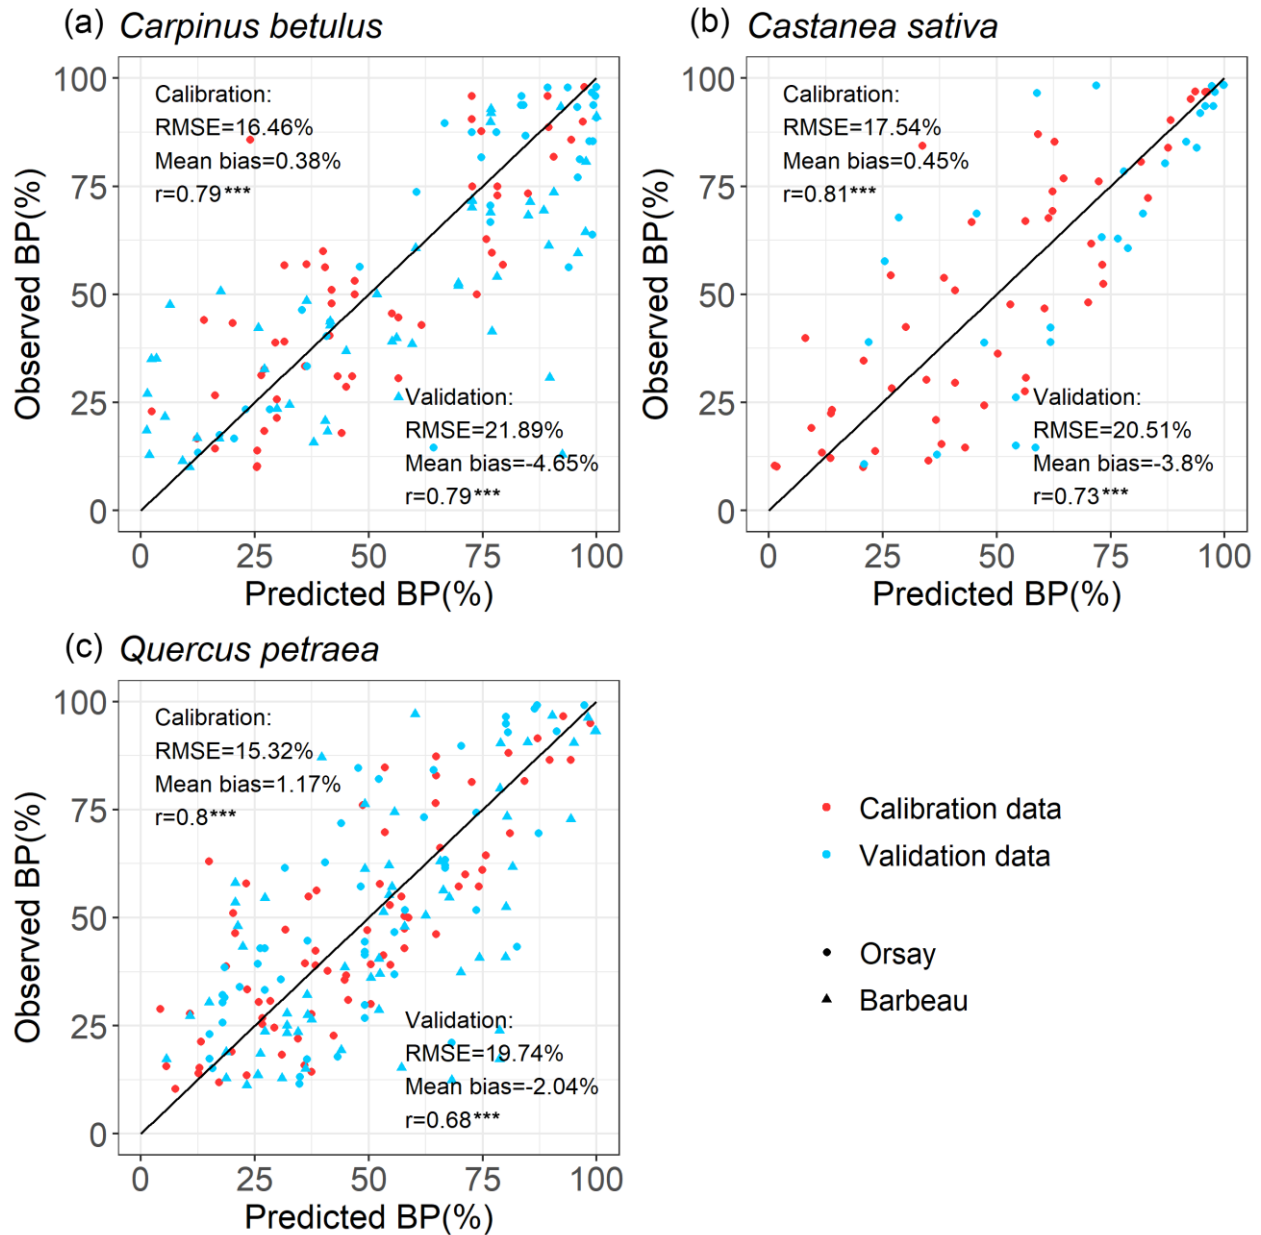 (a) Carpinus betulus
100
75
50
25
0
Observed BP(%)
Calibration:
RMSE=16.46%
Mean bias=0.38%
r=0.79***
Validation:
RMSE=21.89%
Mean bias=-4.65%
r=0.79***
0 25 50 75 100
Predicted BP(%)
(b) Castanea sativa
100
75
50
25
0
Observed BP(%)
Calibration:
RMSE=17.54%
Mean bias=0.45%
r=0.81***
Validation:
RMSE=20.51%
Mean bias=-3.8%
r=0.73***
0 25 50 75 100
Predicted BP(%)
(c) Quercus petraea
100
75
50
25
0
Observed BP(%)
Calibration:
RMSE=15.32%
Mean bias=1.17%
r=0.8***
Validation:
RMSE=19.74%
Mean bias=-2.04%
r=0.68***
0 25 50 75 100
Predicted BP(%)
Calibration data
Validation data
Orsay
Barbeau